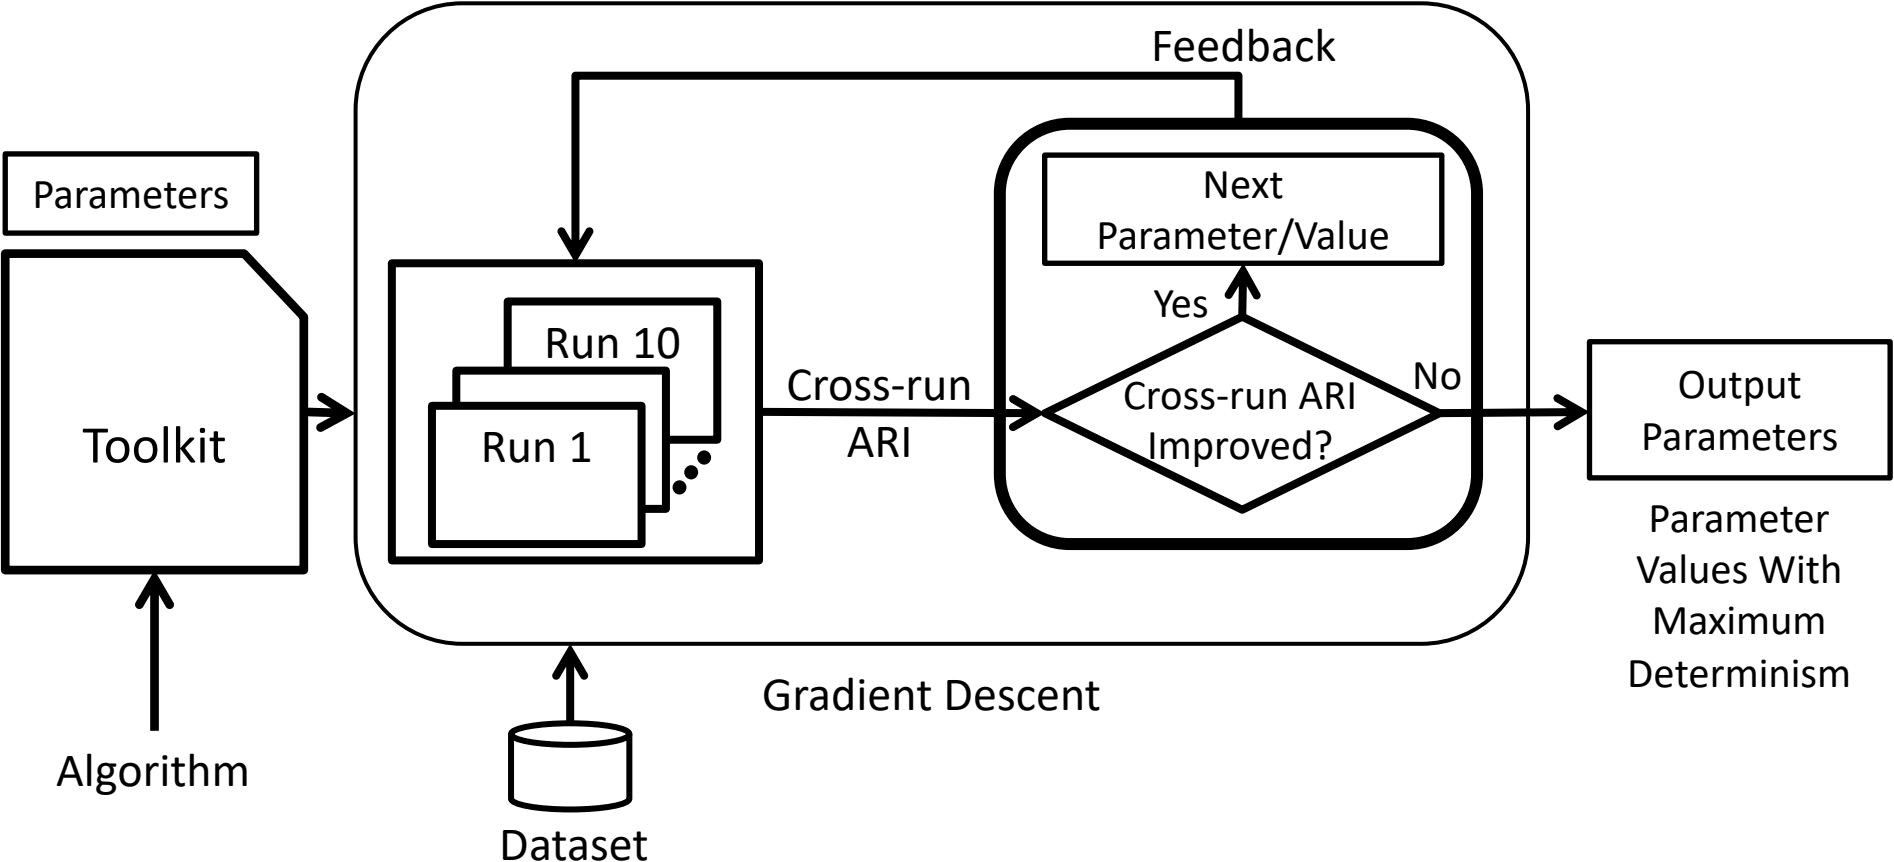 Feedback
Parameters
Next
Parameter/Value
Yes
Run 10
Run 1
Toolkit
Cross-run
ARI
Cross-run ARI
Improved?
No
Output
Parameters
Parameter
Values With
Maximum
Determinism
Gradient Descent
Algorithm
Dataset